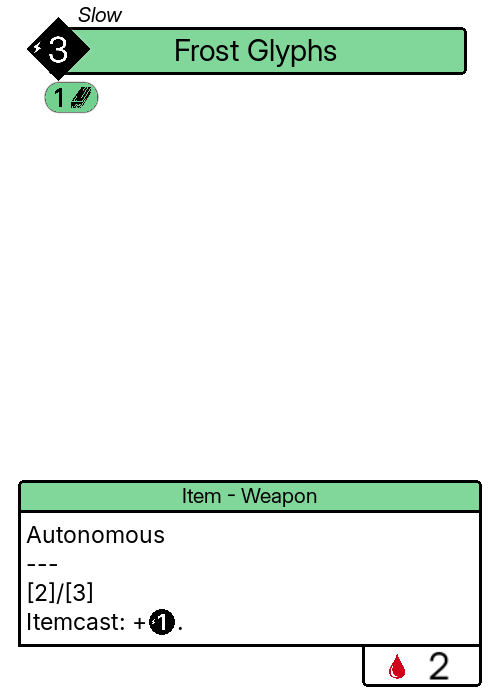 Slow
3
Frost Glyphs
1
Item - Weapon
Autonomous
---
[2]/[3]
Itemcast: +1.
2